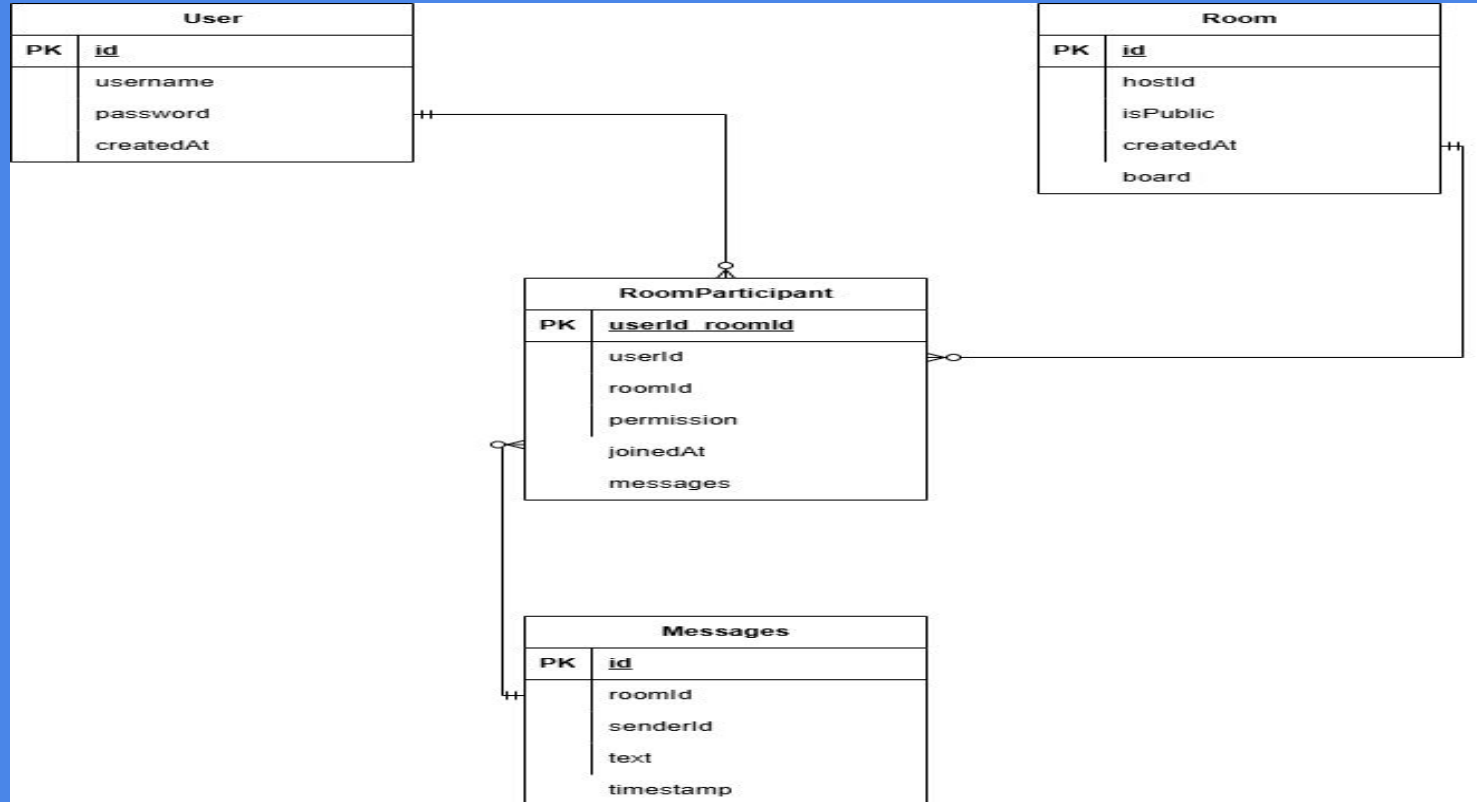 User
PK id
username
password
createdAt
Room
PK id
hostId
isPublic
createdAt
board
RoomParticipant
PK userId_roomId
userId
roomId
permission
joinedAt
messages
Messages
PK id
roomId
senderId
text
timestamp